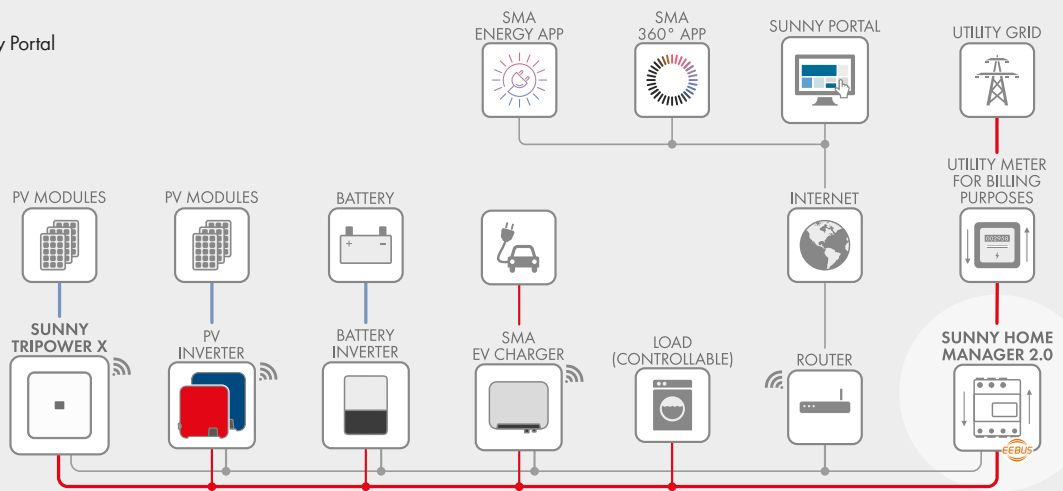 y Portal
SMA
ENERGY APP
SMA
360° APP
SUNNY PORTAL
UTILITY GRID
PV MODULES
PV MODULES
BATTERY
INTERNET
UTILITY METER
FOR BILLING
PURPOSES
002958
SUNNY
TRIPOWER X
PV
INVERTER
BATTERY
INVERTER
SMA
EV CHARGER
LOAD
(CONTROLLABLE)
ROUTER
SUNNY HOME
MANAGER 2.0
EEBUS